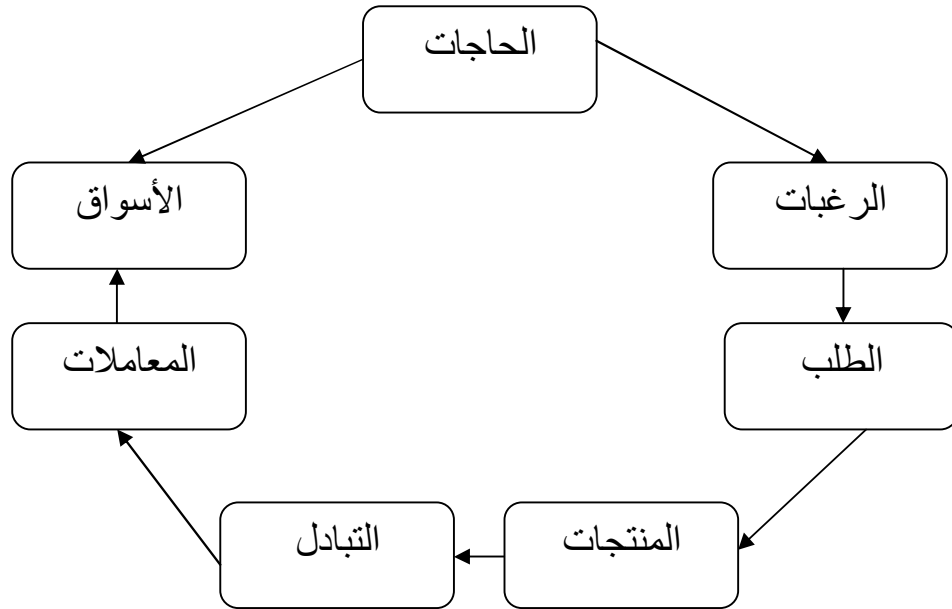 الحاجات
الرغبات
الأسواق
الطلب
المعاملات
المنتجات
التبادل